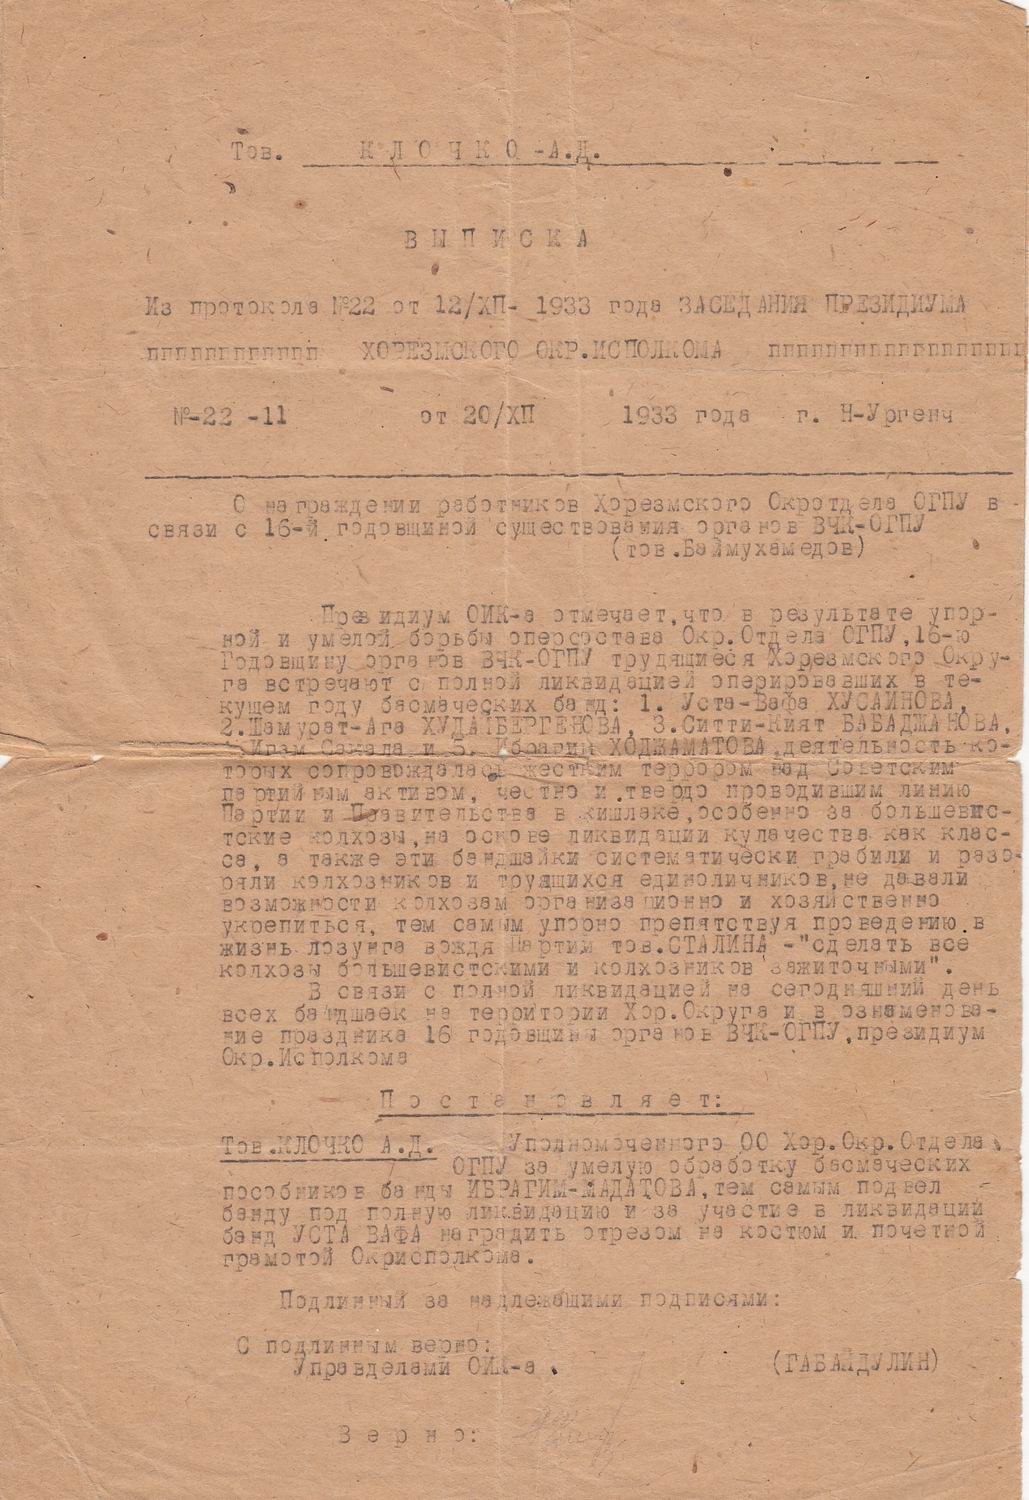 Тов. К Л О Ч К О -А.Д.
В Ы П И С К А
Из протокола №22 от 12/ХП- 1933 года ЗАСЕДАНИЯ ПРЕЗИДИУМА
ХОРЕЗМСКОГО ОКР.ИСПОЛКОМА
№-22 -11 от 20/ХП 1933 года г. Н-Ургенч
О награждении работников Хорезмского Окротдела ОГПУ в
связи с 16-й годовщиной существования органов ВЧК-ОГПУ
(тов.Баймухамедов)
Президиум ОИК-а отмечает,что в результате упор-
ной и умелой борьбы оперсостава Окр.Отдела ОГПУ,16-ю
Годовщину органов ВЧК-ОГПУ трудящиеся Хорезмского Окру-
га встречают с полной ликвидацией оперировавших в те-
кущем году басмаческих банд: 1. Уста-Вафа ХУСАИНОВА,
2.Шамурат-Ага ХУДАЙБЕРГЕНОВА, 3.Ситти-Кият БАБАДЖАНОВА,
Сакала и 5. Ибрагим ХОДЖАМАТОВА,деятельность ко-
торых сопровождалась жестким террором над Советским
партийным активом, честно и твердо проводившим линию
Партии и Правительства в кишлаке,особенно за большевис-
тские колхозы,на основе ликвидации кулачества как клас-
са, а также эти бандшайки систематически грабили и разо-
ряли колхозников и трудящихся единоличников,не давали
возможности колхозам организационно и хозяйственно
укрепиться, тем самым упорно препятствуя проведению в
жизнь лозунга вождя Партии тов.СТАЛИНА -"сделать все
колхозы большевистскими и колхозников зажиточными".
В связи с полной ликвидацией на сегодняшний день
всех бандшаек на территории Хор.Округа и в ознаменова-
ние праздника 16 годовщины органов ВЧК-ОГПУ,президиум
Окр.Исполкома
П о с т а н о в л я е т:
Тов.КЛОЧКО А.Д. Уполномоченного ОО Хор.Окр.Отдела
ОГПУ за умелую обработку басмаческих
пособников банды ИБРАГИМ-МАДАТОВА,тем самым подвел
банду под полную ликвидацию и за участие в ликвидаций
банд УСТА ВАФА наградить отрезом на костюм и почетной
грамотой Окрисполкома.
Подлинный за надлежащими подписями:
С подлинным верно:
Управделами ОИК-а (ГАБАЙДУЛИН)
В е р н о: